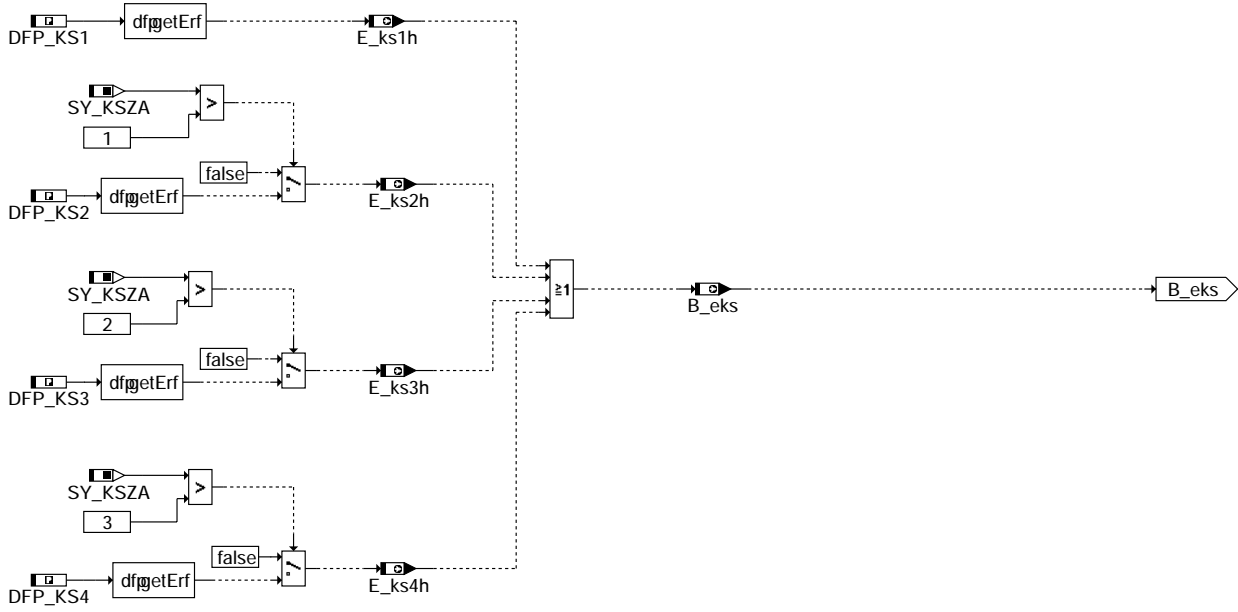 DFP_KS1
dfpgetErf
E_ks1h
SY_KSZA
>
1
false
DFP_KS2
dfpgetErf
E_ks2h
SY_KSZA
>
2
≧1
B_eks
B_eks
false
DFP_KS3
dfpgetErf
E_ks3h
SY_KSZA
>
3
false
DFP_KS4
dfpgetErf
E_ks4h